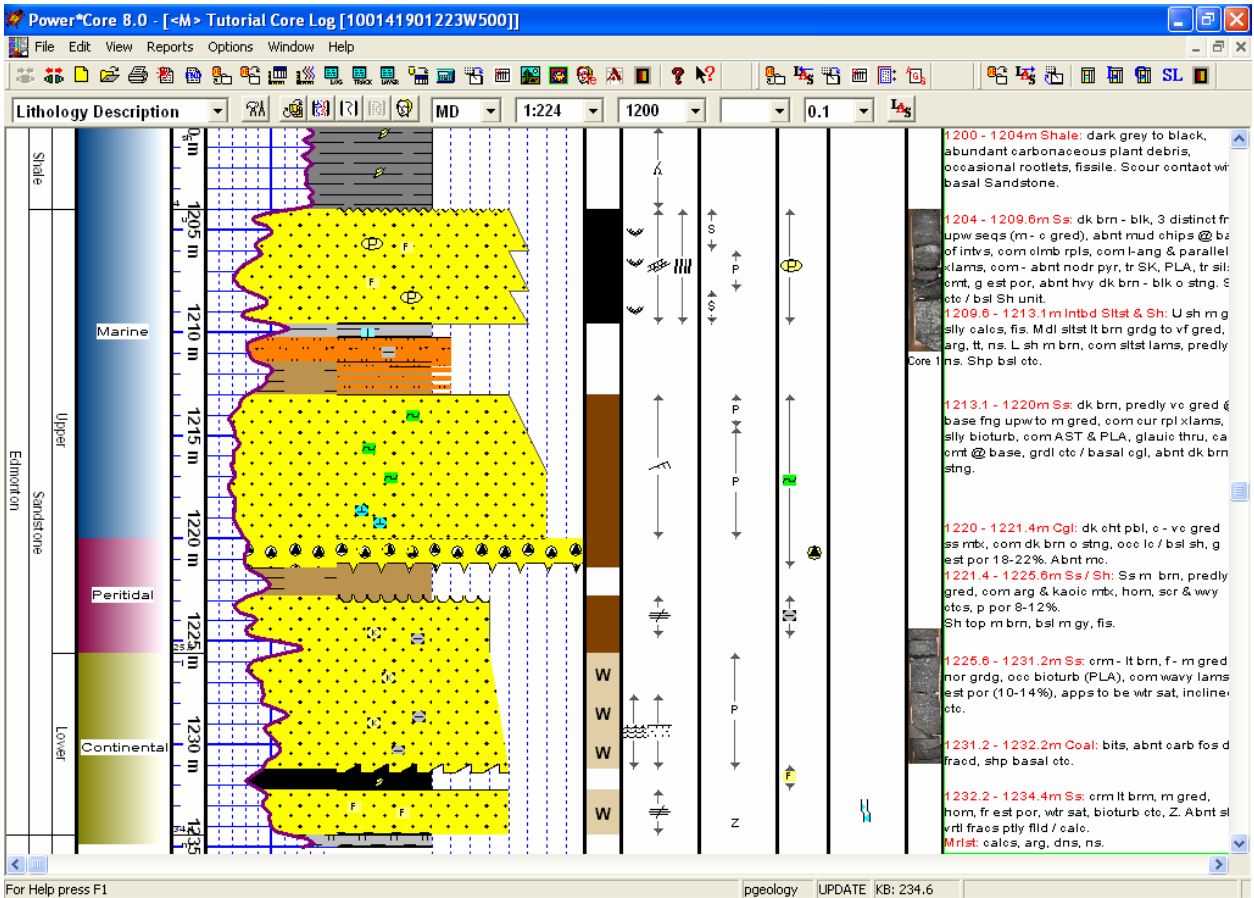 Power*Core 8.0 - [<M> Tutorial Core Log [100141901223W500]]
File Edit View Reports Options Window Help
SL
Lithology Description MD 1:224 1200 0.1 LAS
Shale
Upper
Edmonton
Sandstone
Lower
Marine
Peritidal
Continental
1205 m
1210 m
1215 m
1220 m
1225 m
1230 m
1235
P
F
F
P
K
K
K
F
F
W
W
W
W
S
P
S
P
P
P
Z
P
F
Core 1
1200 - 1204m Shale: dark grey to black,
abundant carbonaceous plant debris,
occasional rootlets, fissile. Scour contact wi
basal Sandstone.
1204 - 1209.6m Ss: dk brn - blk, 3 distinct fn
upw seqs (m - c gred), abnt mud chips @ ba
of intvs, com clmb rpls, com l-ang & parallel
xlams, com - abnt nodr pyr, tr SK, PLA, tr sil
cmt, g est por, abnt hvy dk brn - blk o stng. S
ctc / bsl Sh unit.
1209.6 - 1213.1m Intbd Sltst & Sh: U sh m g
slly calcs, fis. Mdl sltst lt brn grdg to vf gred,
arg, tt, ns. L sh m brn, com sltst lams, predly
ns. Shp bsl ctc.
1213.1 - 1220m Ss: dk brn, predly vc gred @
base fng upw to m gred, com cur rpl xlams,
slly bioturb, com AST & PLA, glauic thru, ca
cmt @ base, grdl ctc / basal cgl, abnt dk brn
stng.
1220 - 1221.4m Cgl: dk cht pbl, c - vc gred
ss mtx, com dk brn o stng, occ lc / bsl sh, g
est por 18-22%. Abnt mc.
1221.4 - 1225.6m Ss / Sh: Ss m brn, predly
gred, com arg & kaoic mtx, hom, scr & wvy
ctcs, p por 8-12%.
Sh top m brn, bsl m gy, fis.
1225.6 - 1231.2m Ss: crm - lt brn, f - m gred
nor grdg, occ bioturb (PLA), com wavy lams
est por (10-14%), apps to be wtr sat, incline
ctc.
1231.2 - 1232.2m Coal: bits, abnt carb fos d
fracd, shp basal ctc.
1232.2 - 1234.4m Ss: crm lt brn, m gred,
hom, fr est por, wtr sat, bioturb ctc, Z. Abnt sl
vrtl fracs ptly flld / calc.
Mrlst: calcs, arg, dns, ns.
For Help press F1 pgeology UPDATE KB: 234.6